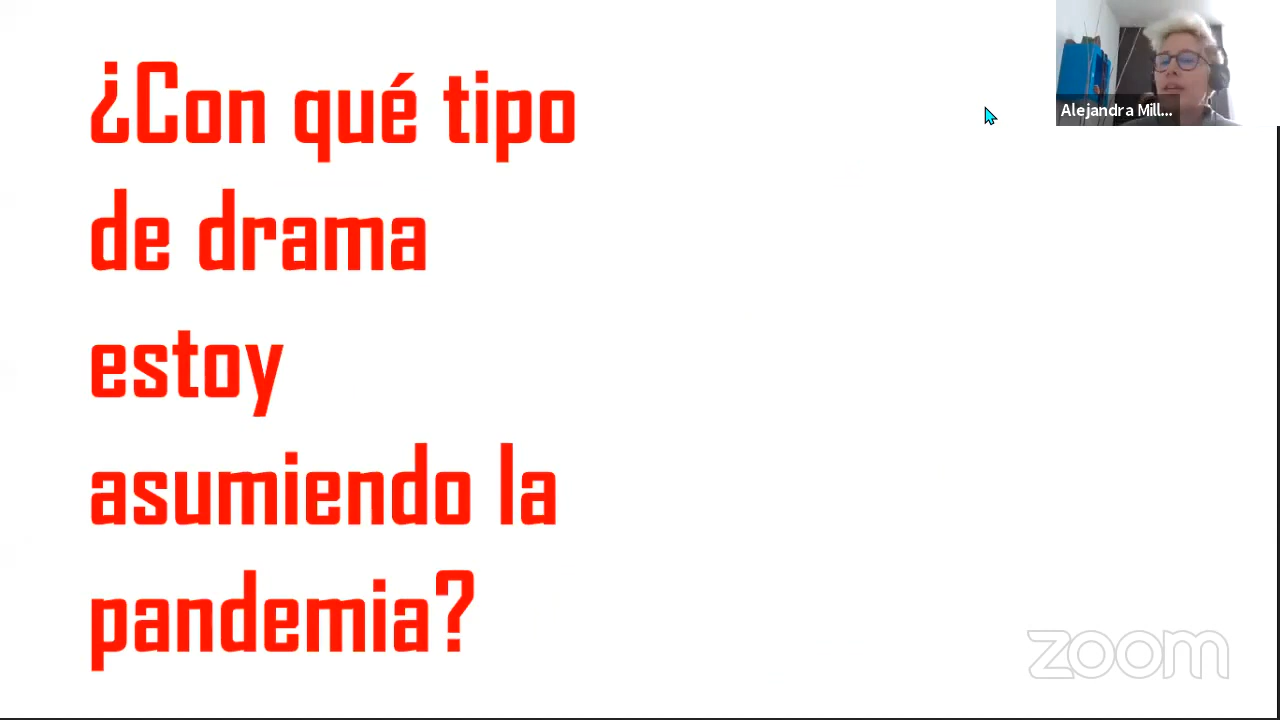 ¿Con qué tipo
de drama
estoy
asumiendo la
pandemia?
Alejandra Mill...
zoom